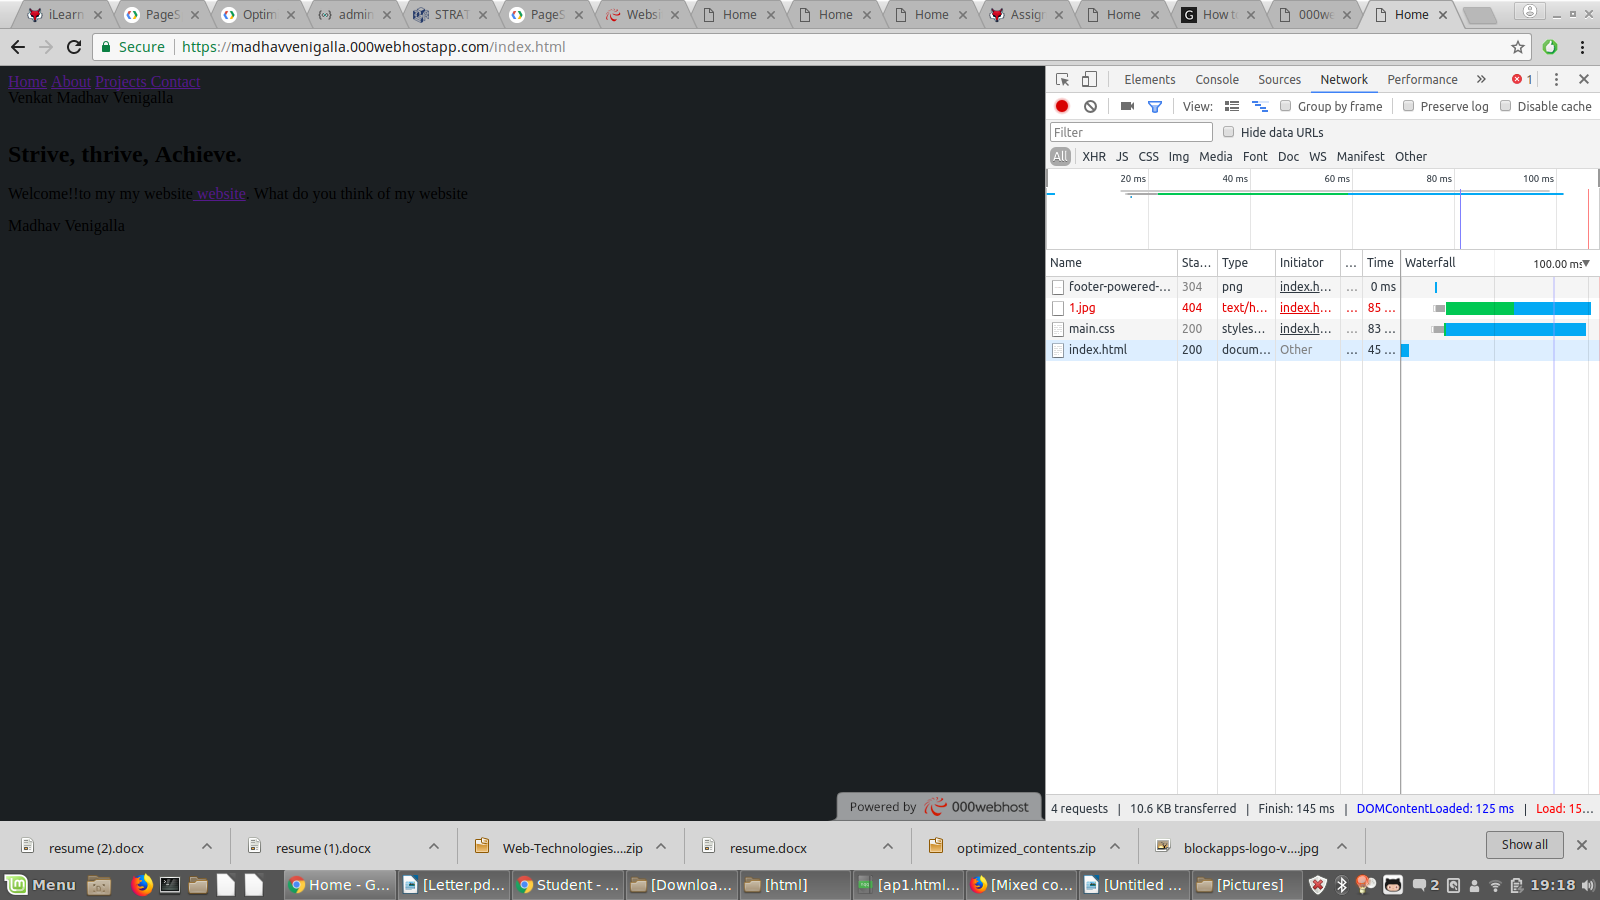 iLearn PageS Optim admin STRAT PageS Websi Home Home Home Assign Home How t 000we Home
Secure https://madhavvenigalla.000webhostapp.com/index.html
Home About Projects Contact
Venkat Madhav Venigalla
Strive, thrive, Achieve.
Welcome!!to my my website website. What do you think of my website
Madhav Venigalla
Powered by 000webhost
Elements Console Sources Network Performance » 1
View: Group by frame Preserve log Disable cache
Filter Hide data URLs
All XHR JS CSS Img Media Font Doc WS Manifest Other
20 ms 40 ms 60 ms 80 ms 100 ms
Name Sta... Type Initiator ... Time Waterfall 100.00 ms
footer-powered-... 304 png index.h... ... 0 ms
1.jpg 404 text/h... index.h... ... 85 ...
main.css 200 styles... index.h... ... 83 ...
index.html 200 docum... Other ... 45 ...
4 requests | 10.6 KB transferred | Finish: 145 ms | DOMContentLoaded: 125 ms | Load: 15...
resume (2).docx resume (1).docx Web-Technologies....zip resume.docx optimized_contents.zip blockapps-logo-v....jpg Show all
Menu Home - G... [Letter.pd... Student - ... [Downloa... [html] [ap1.html... [Mixed co... [Untitled ... [Pictures] 2 19:18